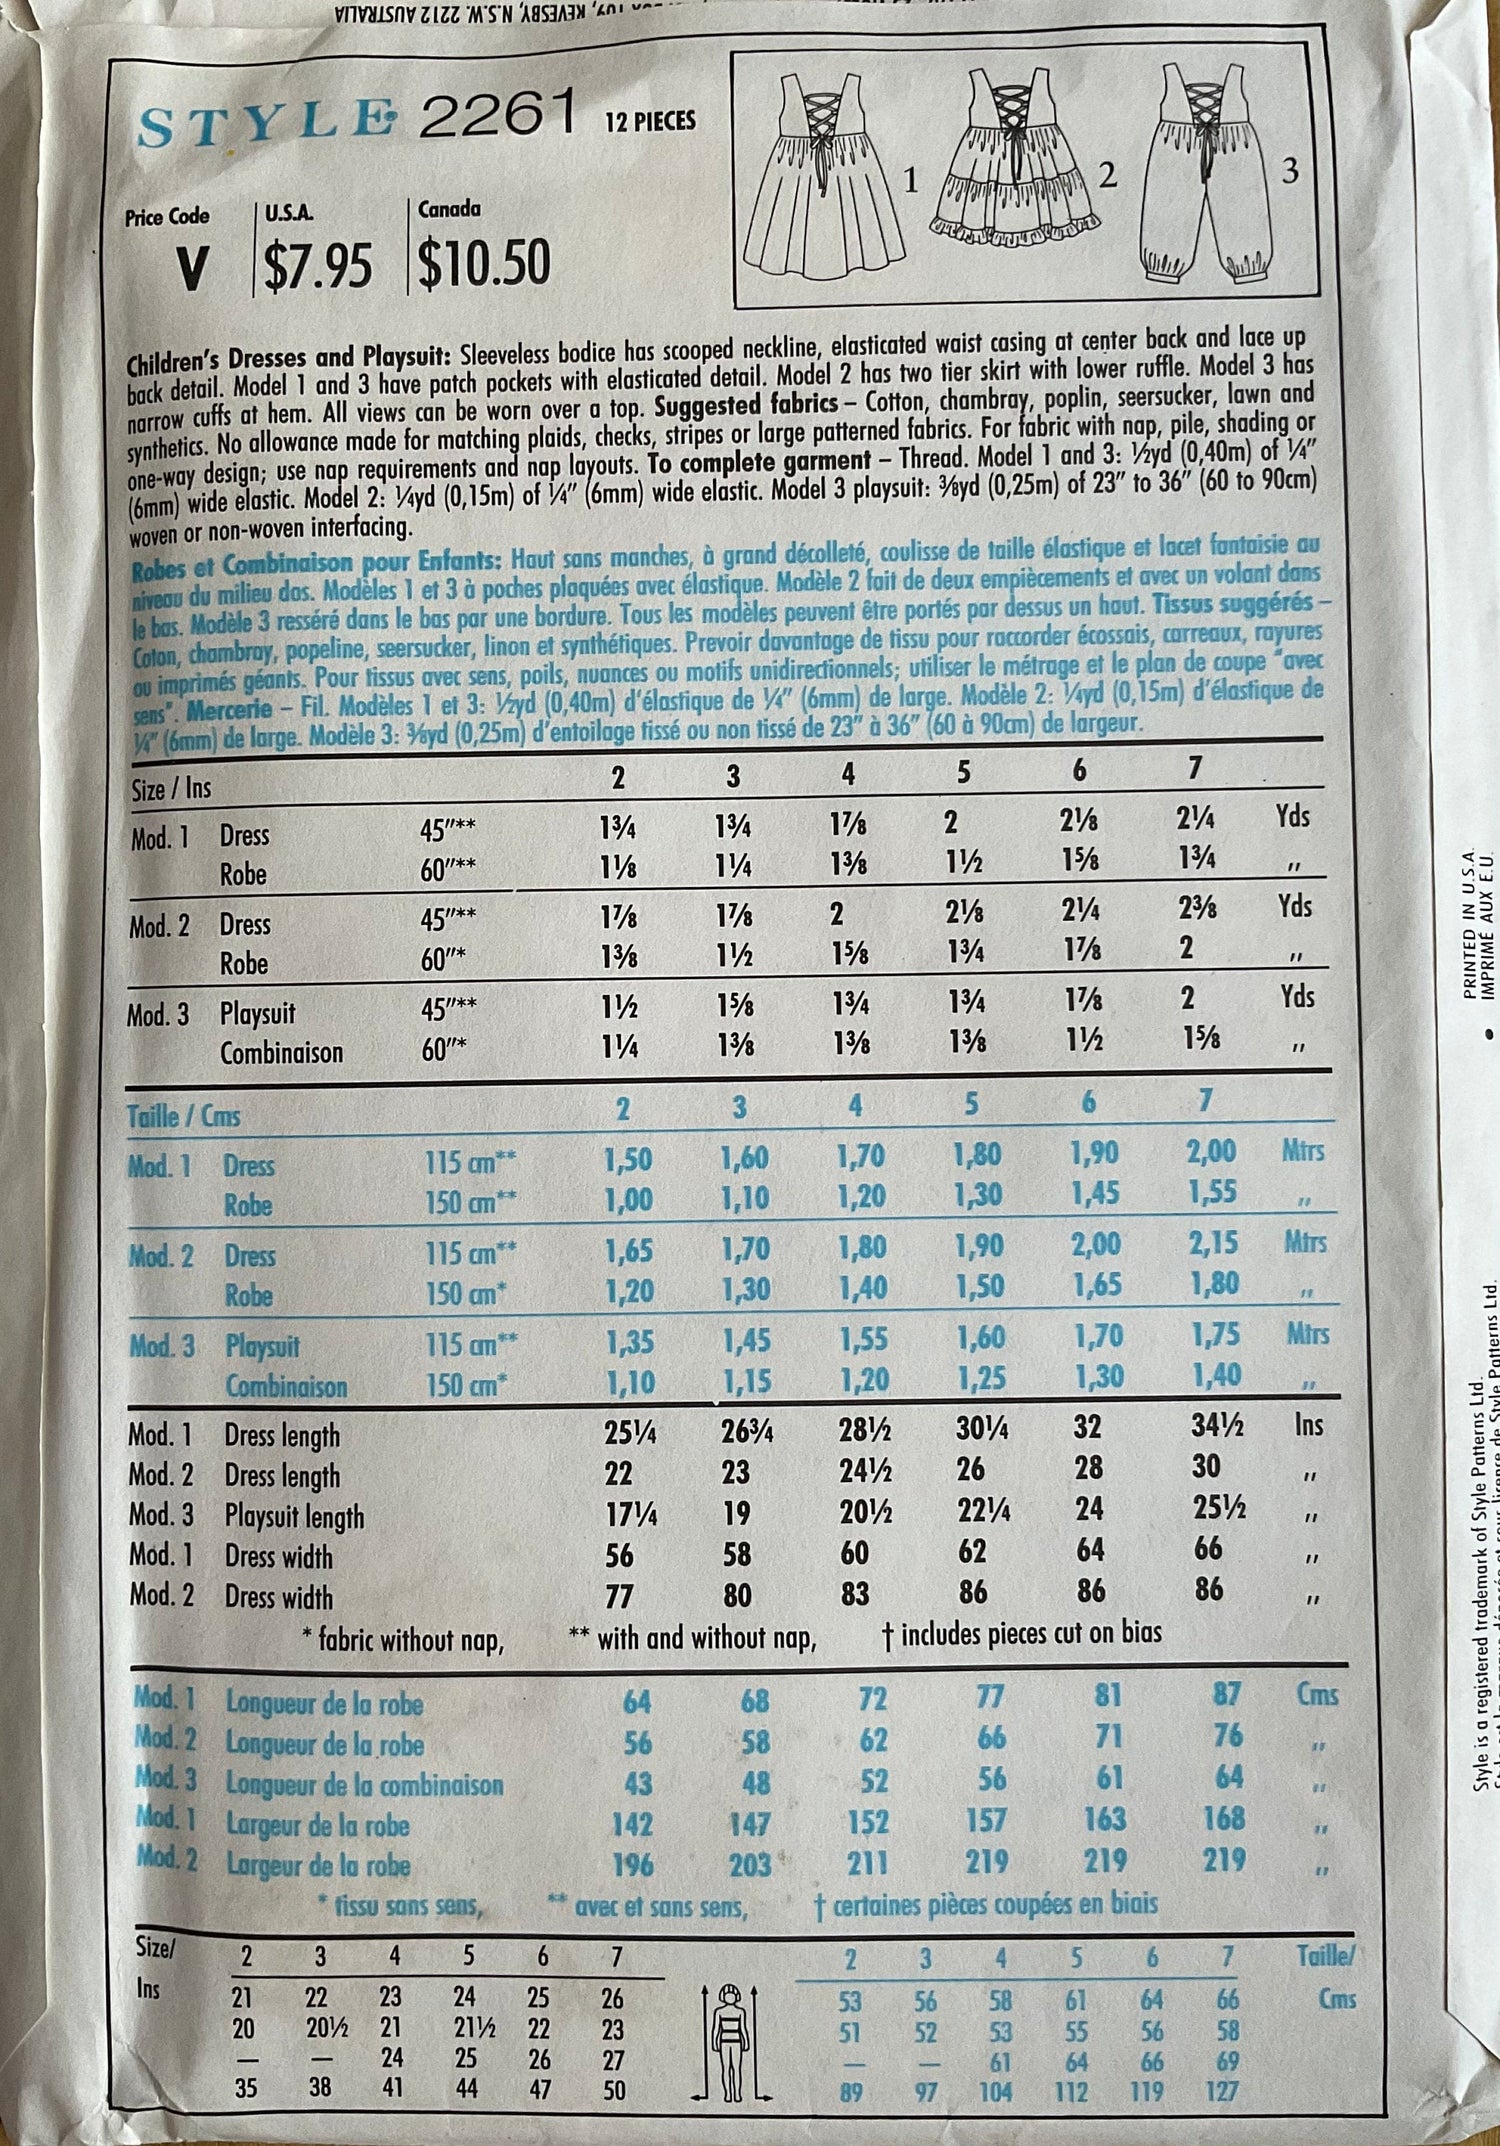 KEVESBY, N.S.W. 2212 AUSTRALIA
STYLE 2261 12 PIECES
1 2 3
Price Code U.S.A. Canada
V $7.95 $10.50
Children's Dresses and Playsuit: Sleeveless bodice has scooped neckline, elasticated waist casing at center back and lace up
back detail. Model 1 and 3 have patch pockets with elasticated detail. Model 2 has two tier skirt with lower ruffle. Model 3 has
narrow cuffs at hem. All views can be worn over a top. Suggested fabrics – Cotton, chambray, poplin, seersucker, lawn and
synthetics. No allowance made for matching plaids, checks, stripes or large patterned fabrics. For fabric with nap, pile, shading or
one-way design; use nap requirements and nap layouts. To complete garment – Thread. Model 1 and 3: ½yd (0,40m) of ¼"
(6mm) wide elastic. Model 2: ¼yd (0,15m) of ¼" (6mm) wide elastic. Model 3 playsuit: ⅜yd (0,25m) of 23" to 36" (60 to 90cm)
woven or non-woven interfacing.
Robes et Combinaison pour Enfants: Haut sans manches, à grand décolleté, coulisse de taille élastique et lacet fantaisie au
niveau du milieu dos. Modèles 1 et 3 à poches plaquées avec élastique. Modèle 2 fait de deux empiècements et avec un volant dans
le bas. Modèle 3 resséré dans le bas par une bordure. Tous les modèles peuvent être portés par dessus un haut. Tissus suggérés –
Coton, chambray, popeline, seersucker, linon et synthétiques. Prevoir davantage de tissu pour raccorder écossais, carreaux, rayures
ou imprimés géants. Pour tissus avec sens, poils, nuances ou motifs unidirectionnels; utiliser le métrage et le plan de coupe "avec
sens". Mercerie – Fil. Modèles 1 et 3: ½yd (0,40m) d'élastique de ¼" (6mm) de large. Modèle 2: ¼yd (0,15m) d'élastique de
¼" (6mm) de large. Modèle 3: ⅜yd (0,25m) d'entoilage tissé ou non tissé de 23" à 36" (60 à 90cm) de largeur.
Size / Ins 2 3 4 5 6 7
Mod. 1 Dress 45"** 1¾ 1¾ 1⅞ 2 2⅛ 2¼ Yds
Robe 60"** 1⅛ 1¼ 1⅜ 1½ 1⅝ 1¾ ,,
Mod. 2 Dress 45"** 1⅞ 1⅞ 2 2⅛ 2¼ 2⅜ Yds
Robe 60"* 1⅜ 1½ 1⅝ 1¾ 1⅞ 2 ,,
Mod. 3 Playsuit 45"** 1½ 1⅝ 1¾ 1¾ 1⅞ 2 Yds
Combinaison 60"* 1¼ 1⅜ 1⅜ 1⅜ 1½ 1⅝ ,,
Taille / Cms 2 3 4 5 6 7
Mod. 1 Dress 115 cm** 1,50 1,60 1,70 1,80 1,90 2,00 Mtrs
Robe 150 cm** 1,00 1,10 1,20 1,30 1,45 1,55 ,,
Mod. 2 Dress 115 cm** 1,65 1,70 1,80 1,90 2,00 2,15 Mtrs
Robe 150 cm* 1,20 1,30 1,40 1,50 1,65 1,80 ,,
Mod. 3 Playsuit 115 cm** 1,35 1,45 1,55 1,60 1,70 1,75 Mtrs
Combinaison 150 cm* 1,10 1,15 1,20 1,25 1,30 1,40 ,,
Mod. 1 Dress length 25¼ 26¾ 28½ 30¼ 32 34½ Ins
Mod. 2 Dress length 22 23 24½ 26 28 30 ,,
Mod. 3 Playsuit length 17¼ 19 20½ 22¼ 24 25½ ,,
Mod. 1 Dress width 56 58 60 62 64 66 ,,
Mod. 2 Dress width 77 80 83 86 86 86 ,,
* fabric without nap, ** with and without nap, † includes pieces cut on bias
Mod. 1 Longueur de la robe 64 68 72 77 81 87 Cms
Mod. 2 Longueur de la robe 56 58 62 66 71 76 ,,
Mod. 3 Longueur de la combinaison 43 48 52 56 61 64 ,,
Mod. 1 Largeur de la robe 142 147 152 157 163 168 ,,
Mod. 2 Largeur de la robe 196 203 211 219 219 219 ,,
* tissu sans sens, ** avec et sans sens, † certaines pièces coupées en biais
Size/ 2 3 4 5 6 7 2 3 4 5 6 7 Taille/
Ins 21 22 23 24 25 26 53 56 58 61 64 66 Cms
20 20½ 21 21½ 22 23 51 52 53 55 56 58
— — 24 25 26 27 — — 61 64 66 69
35 38 41 44 47 50 89 97 104 112 119 127
PRINTED IN U.S.A.
IMPRIMÉ AUX E.U.
Style is a registered trademark of Style Patterns Ltd.
licence de Style Patterns Ltd.